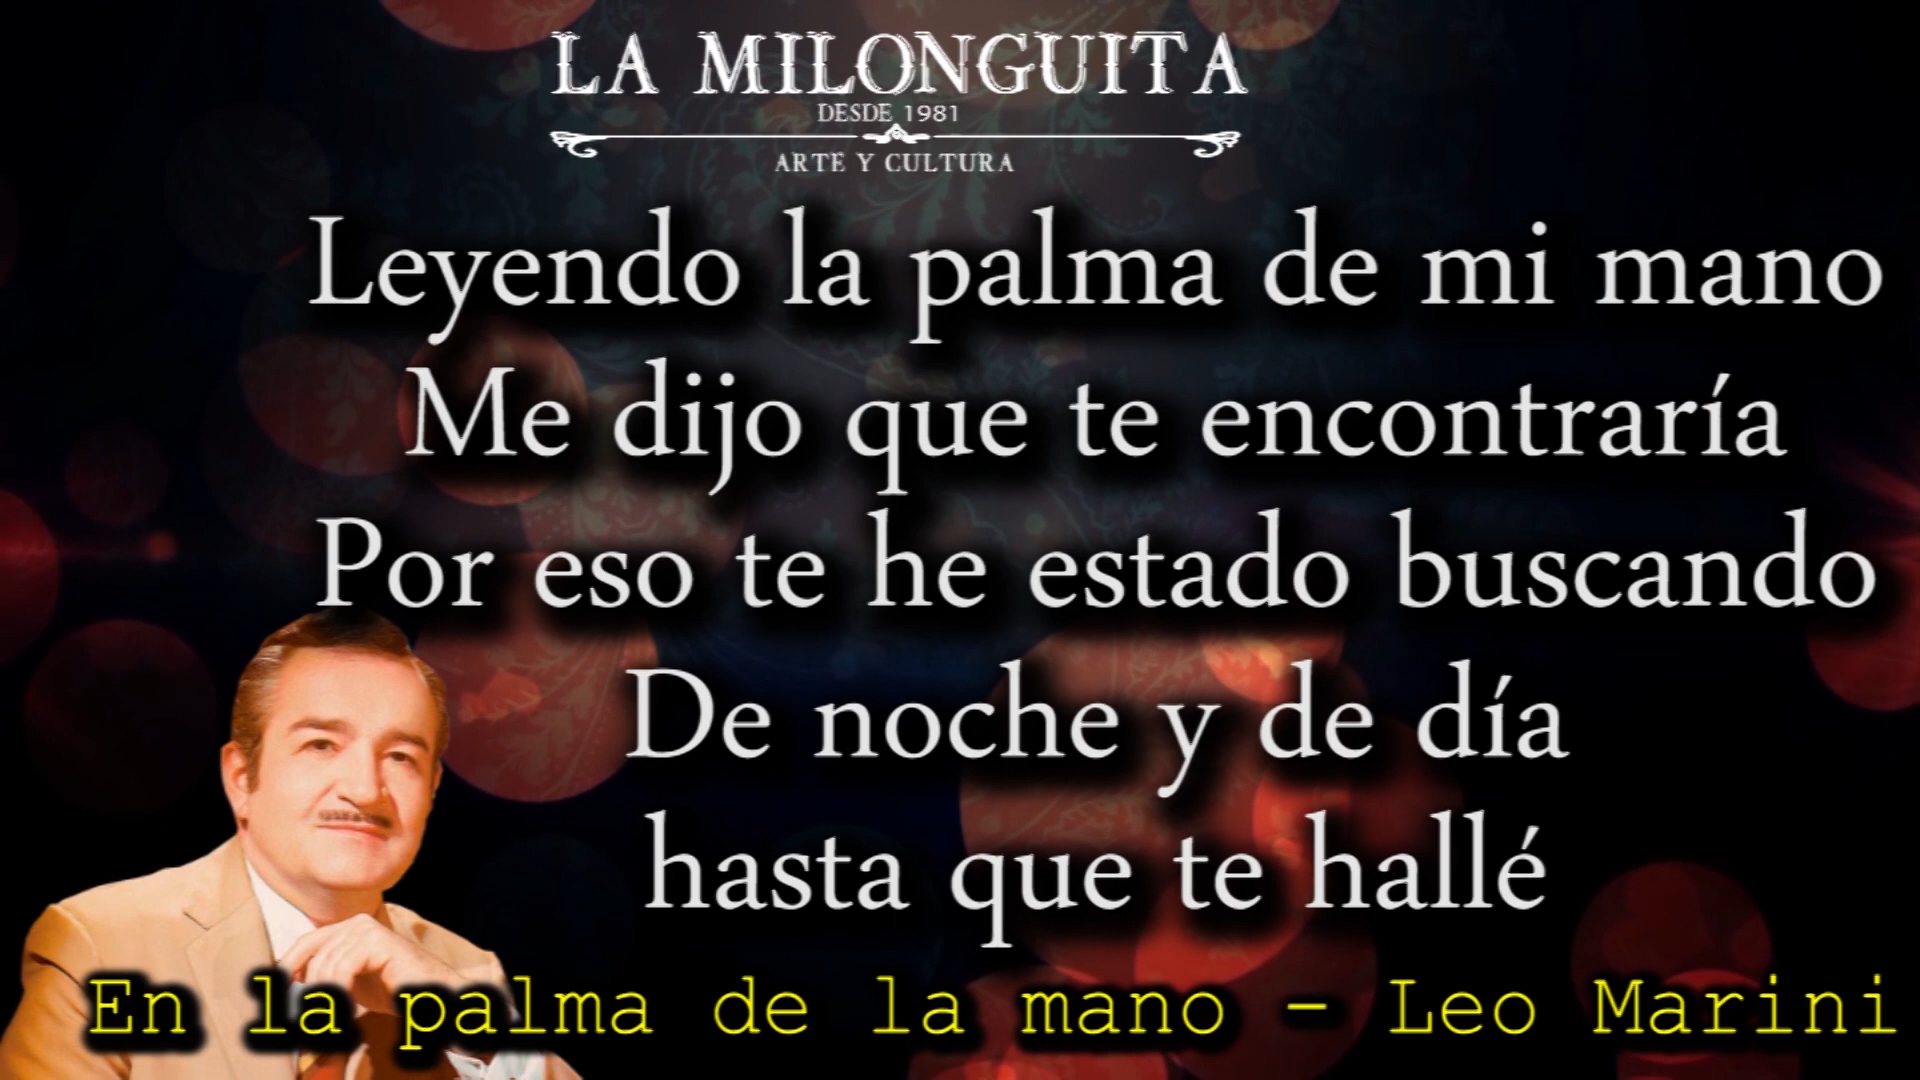 LA MILONGUITA
DESDE 1981
ARTE Y CULTURA
Leyendo la palma de mi mano
Me dijo que te encontraría
Por eso te he estado buscando
De noche y de día
hasta que te hallé
En la palma de la mano - Leo Marini